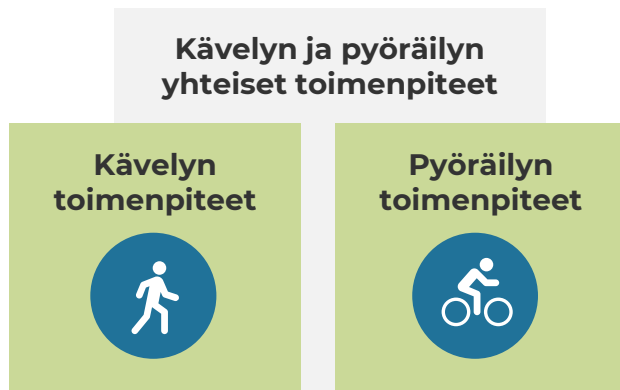 Kävelyn ja pyöräilyn
yhteiset toimenpiteet
Kävelyn
toimenpiteet
Pyöräilyn
toimenpiteet